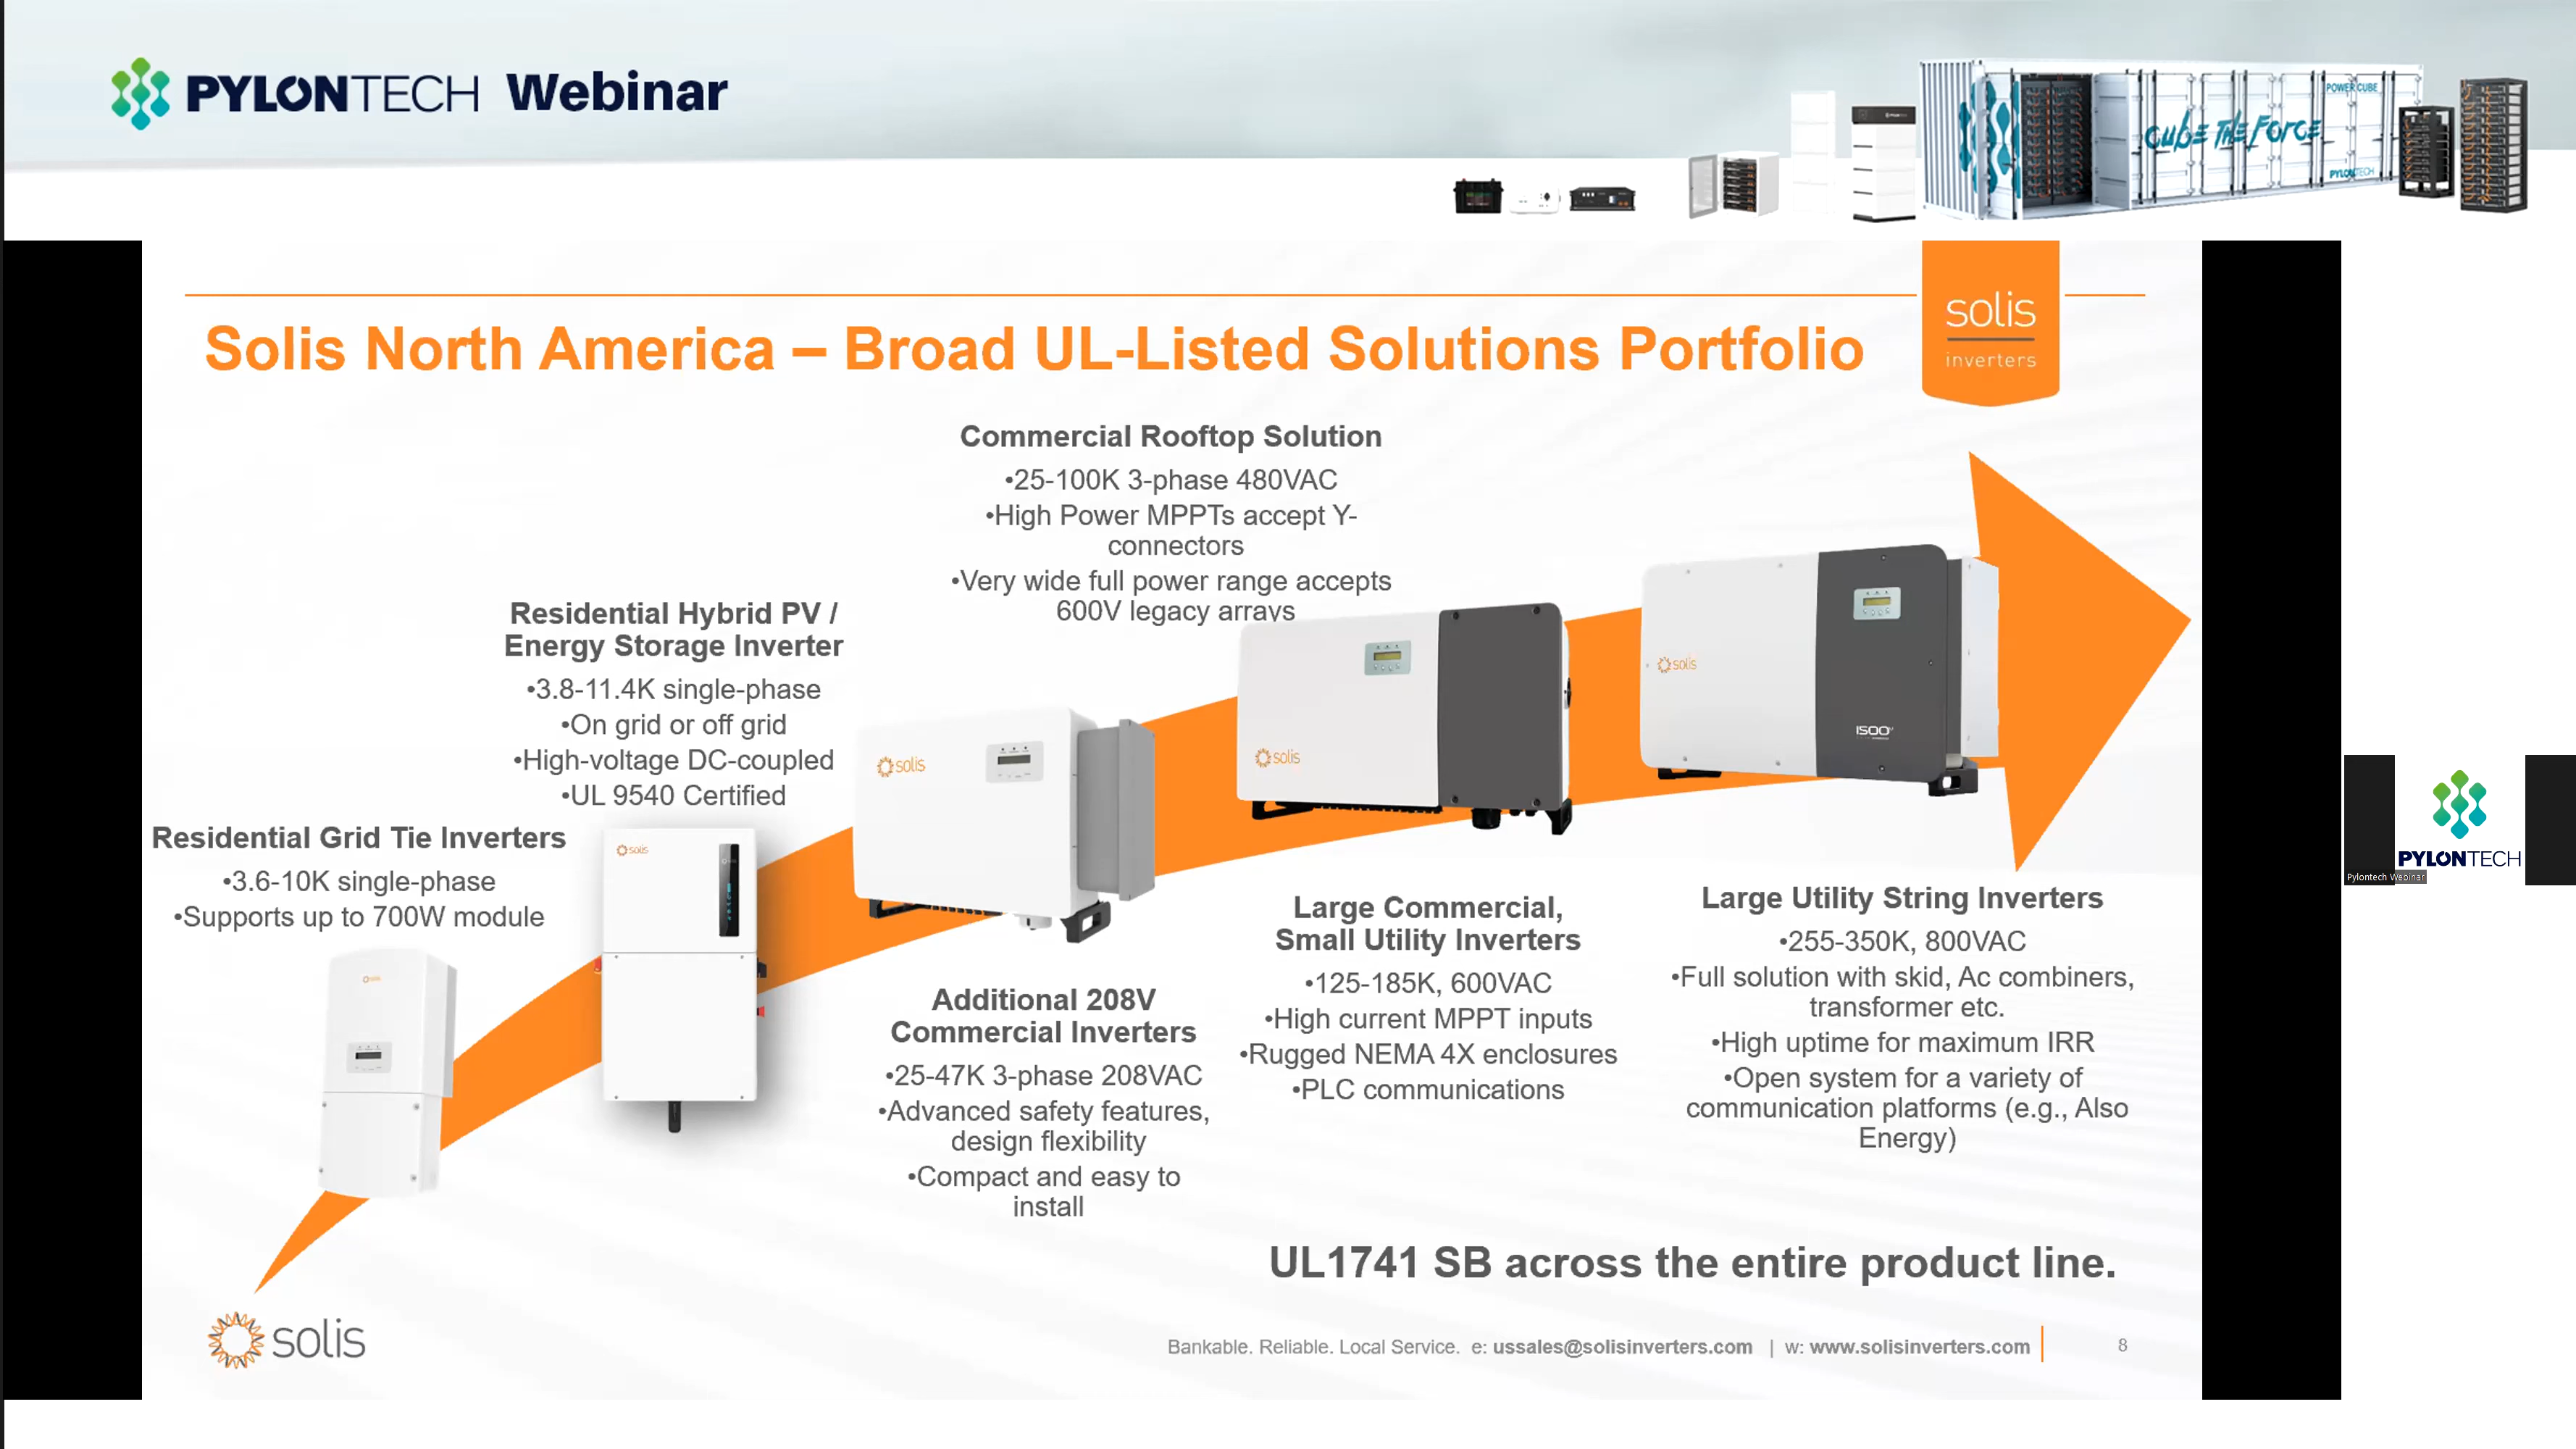 PYLONTECH Webinar
POWER CUBE
CUBE THE FORCE
PYLONTECH
solis
inverters
Solis North America – Broad UL-Listed Solutions Portfolio
Commercial Rooftop Solution
•25-100K 3-phase 480VAC
•High Power MPPTs accept Y-
connectors
•Very wide full power range accepts
600V legacy arrays
Residential Hybrid PV /
Energy Storage Inverter
•3.8-11.4K single-phase
•On grid or off grid
•High-voltage DC-coupled
•UL 9540 Certified
Residential Grid Tie Inverters
•3.6-10K single-phase
•Supports up to 700W module
solis
solis
solis
solis
solis
1500
Additional 208V
Commercial Inverters
•25-47K 3-phase 208VAC
•Advanced safety features,
design flexibility
•Compact and easy to
install
Large Commercial,
Small Utility Inverters
•125-185K, 600VAC
•High current MPPT inputs
•Rugged NEMA 4X enclosures
•PLC communications
Large Utility String Inverters
•255-350K, 800VAC
•Full solution with skid, Ac combiners,
transformer etc.
•High uptime for maximum IRR
•Open system for a variety of
communication platforms (e.g., Also
Energy)
UL1741 SB across the entire product line.
solis
Bankable. Reliable. Local Service. e: ussales@solisinverters.com | w: www.solisinverters.com
8
PYLONTECH
Pylontech Webinar